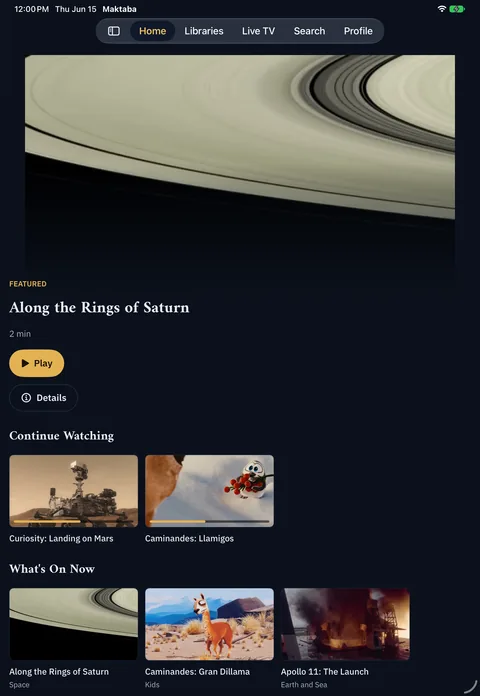 12:00 PM Thu Jun 15 Maktaba
Home Libraries Live TV Search Profile
FEATURED
Along the Rings of Saturn
2 min
Play
Details
Continue Watching
Curiosity: Landing on Mars
Caminandes: Llamigos
What's On Now
Along the Rings of Saturn
Space
Caminandes: Gran Dillama
Kids
Apollo 11: The Launch
Earth and Sea